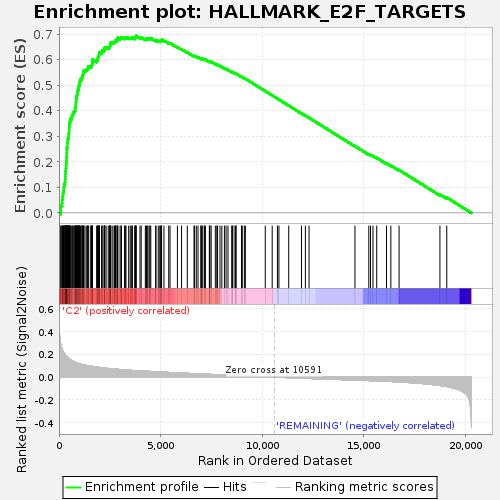 Enrichment plot: HALLMARK_E2F_TARGETS
Enrichment score (ES)
0.7
0.6
0.5
0.4
0.3
0.2
0.1
0.0
'C2' (positively correlated)
Ranked list metric (Signal2Noise)
0.6
0.4
0.2
0.0
-0.2
-0.4
Zero cross at 10591
'REMAINING' (negatively correlated)
0
5,000
10,000
15,000
20,000
Rank in Ordered Dataset
Enrichment profile
Hits
Ranking metric scores